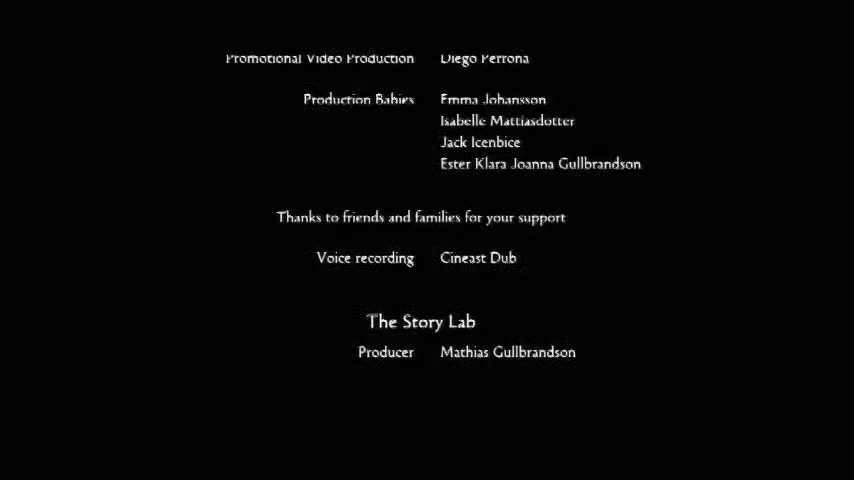 Promotional Video Production Diego Perrona
Production Babies Emma Johansson
Isabelle Mattiasdotter
Jack Icenbice
Ester Klara Joanna Gullbrandson
Thanks to friends and families for your support
Voice recording Cineast Dub
The Story Lab
Producer Mathias Gullbrandson